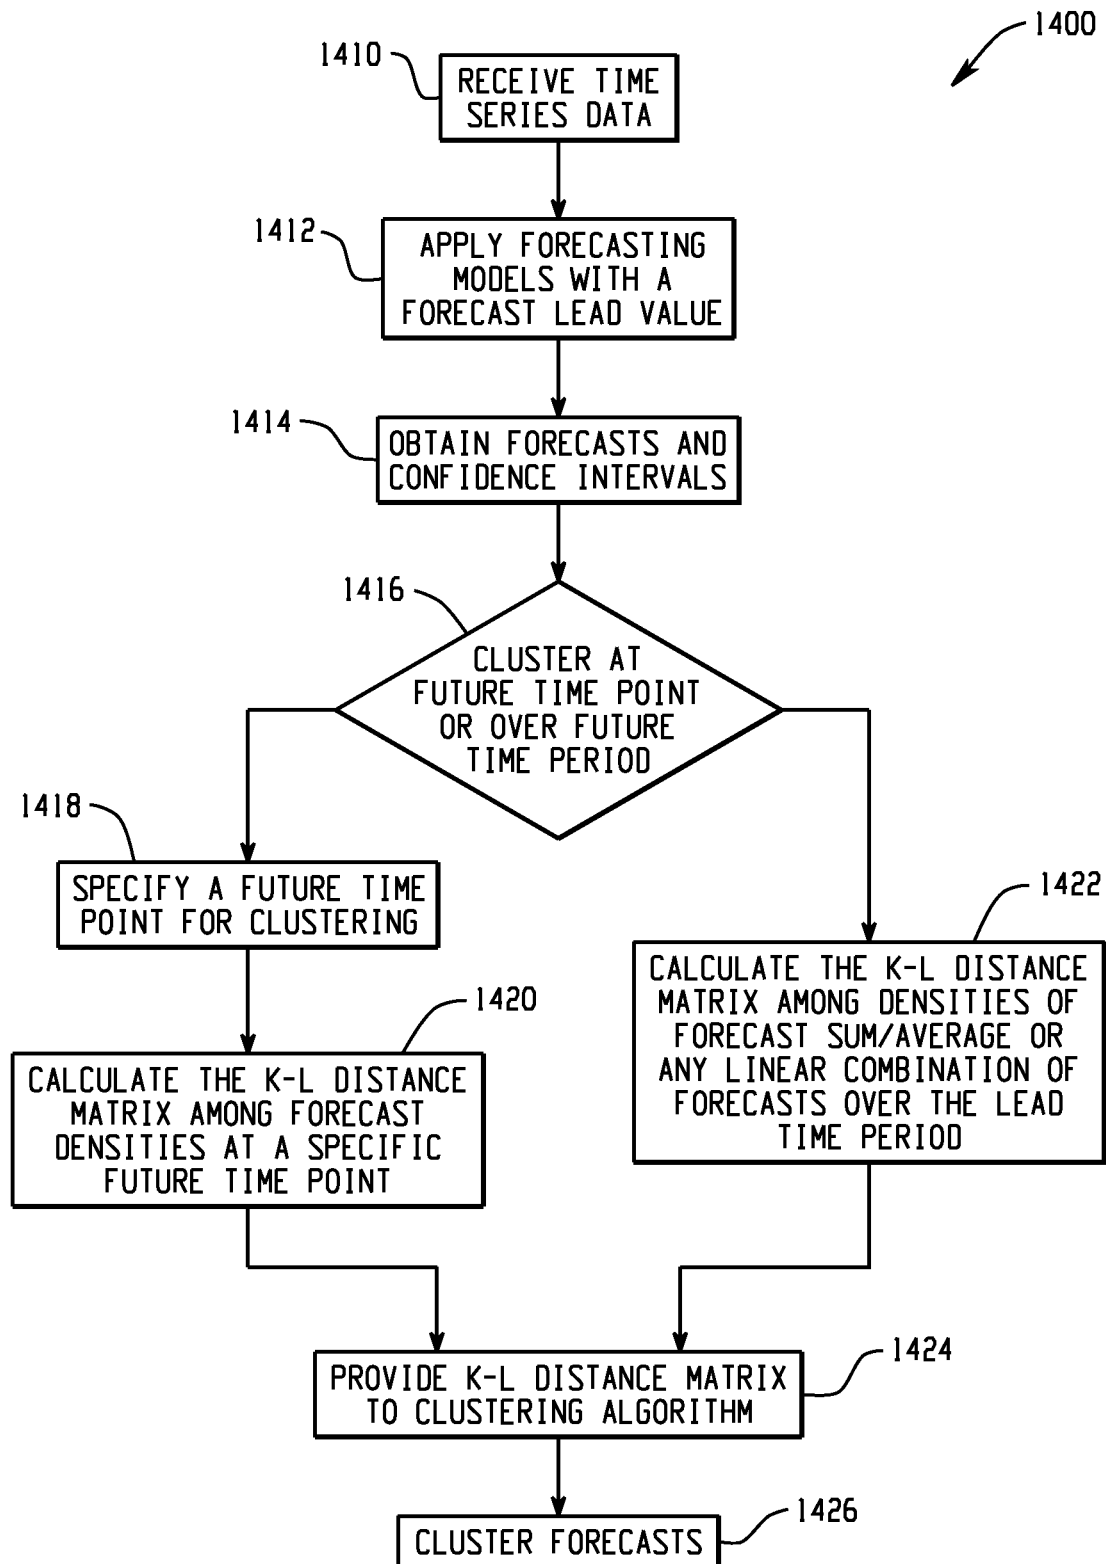 1400
1410
RECEIVE TIME
SERIES DATA
1412
APPLY FORECASTING
MODELS WITH A
FORECAST LEAD VALUE
1414
OBTAIN FORECASTS AND
CONFIDENCE INTERVALS
1416
CLUSTER AT
FUTURE TIME POINT
OR OVER FUTURE
TIME PERIOD
1418
SPECIFY A FUTURE TIME
POINT FOR CLUSTERING
1420
CALCULATE THE K-L DISTANCE
MATRIX AMONG FORECAST
DENSITIES AT A SPECIFIC
FUTURE TIME POINT
1422
CALCULATE THE K-L DISTANCE
MATRIX AMONG DENSITIES OF
FORECAST SUM/AVERAGE OR
ANY LINEAR COMBINATION OF
FORECASTS OVER THE LEAD
TIME PERIOD
1424
PROVIDE K-L DISTANCE MATRIX
TO CLUSTERING ALGORITHM
1426
CLUSTER FORECASTS